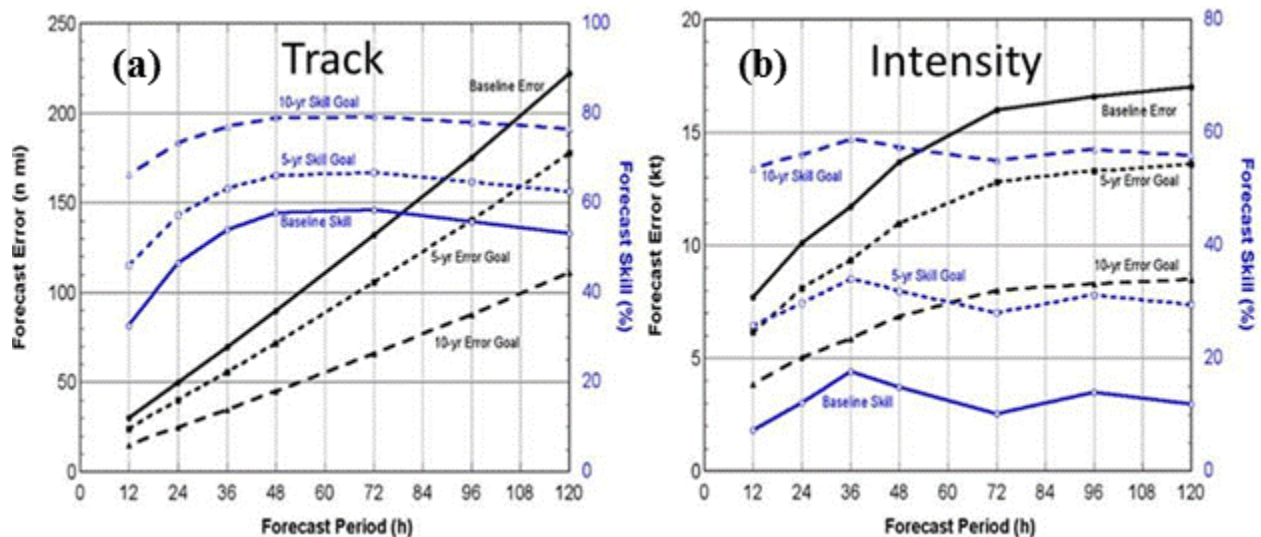 (a) Track
250
200
150
100
50
0
Forecast Error (n mi)
100
80
60
40
20
0
Forecast Skill (%)
Baseline Error
10-yr Skill Goal
5-yr Skill Goal
Baseline Skill
5-yr Error Goal
10-yr Error Goal
0 12 24 36 48 60 72 84 96 108 120
Forecast Period (h)
(b) Intensity
20
15
10
5
0
Forecast Error (kt)
80
60
40
20
0
Forecast Skill (%)
Baseline Error
10-yr Skill Goal
5-yr Error Goal
10-yr Error Goal
5-yr Skill Goal
Baseline Skill
0 12 24 36 48 60 72 84 96 108 120
Forecast Period (h)